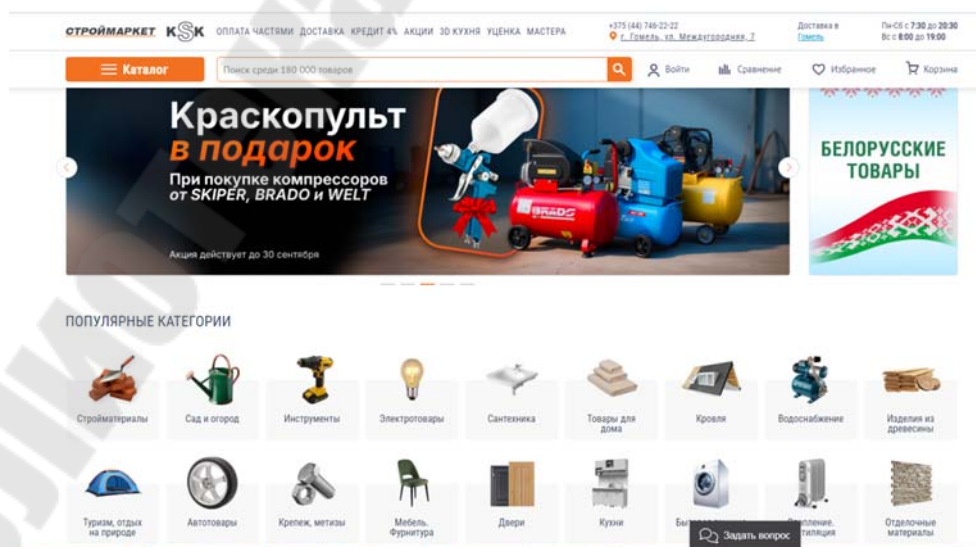 СТРОЙМАРКЕТ KSK ОПЛАТА ЧАСТЯМИ ДОСТАВКА КРЕДИТ 4% АКЦИИ 3D КУХНЯ УЦЕНКА МАСТЕРА
+375 (44) 746-22-22
г. Гомель, ул. Междугородняя, 7
Доставка в
Гомель
Пн-Сб с 7:30 до 20:30
Вс с 8:00 до 19:00
Каталог
Поиск среди 180 000 товаров
Войти Сравнение Избранное Корзина
Краскопульт
в подарок
При покупке компрессоров
от SKIPER, BRADO и WELT
Акция действует до 30 сентября
BRADO
БЕЛОРУССКИЕ
ТОВАРЫ
ПОПУЛЯРНЫЕ КАТЕГОРИИ
Стройматериалы
Сад и огород
Инструменты
Электротовары
Сантехника
Товары для
дома
Кровля
Водоснабжение
Изделия из
древесины
Туризм, отдых
на природе
Автотовары
Крепеж, метизы
Мебель.
Фурнитура
Двери
Кухни
Отделочные
материалы
Задать вопрос